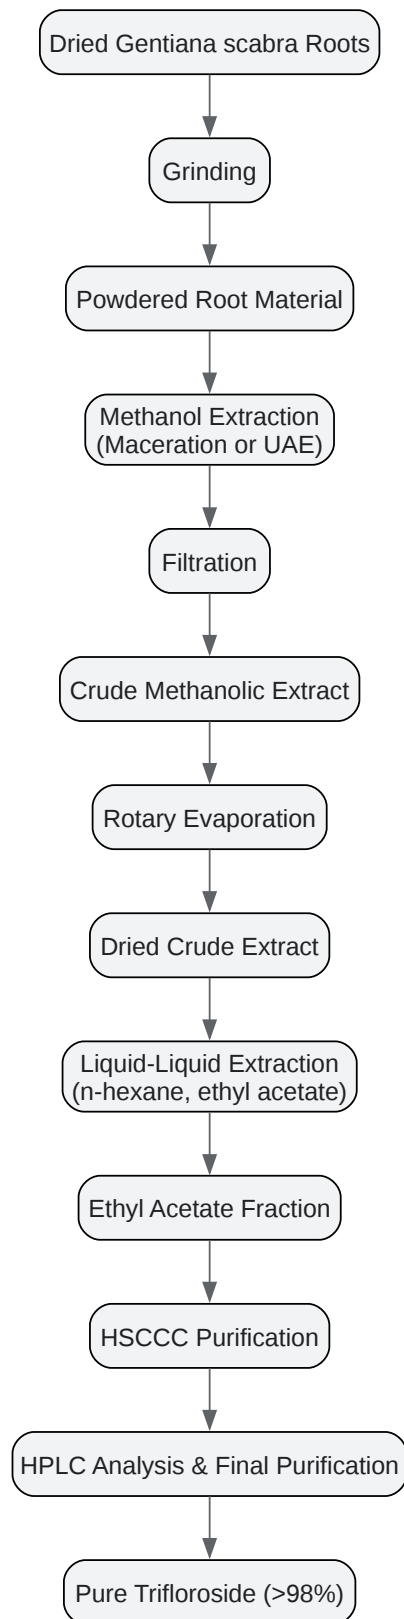 Dried Gentiana scabra Roots
Grinding
Powdered Root Material
Methanol Extraction
(Maceration or UAE)
Filtration
Crude Methanolic Extract
Rotary Evaporation
Dried Crude Extract
Liquid-Liquid Extraction
(n-hexane, ethyl acetate)
Ethyl Acetate Fraction
HSCCC Purification
HPLC Analysis & Final Purification
Pure Trifloroside (>98%)